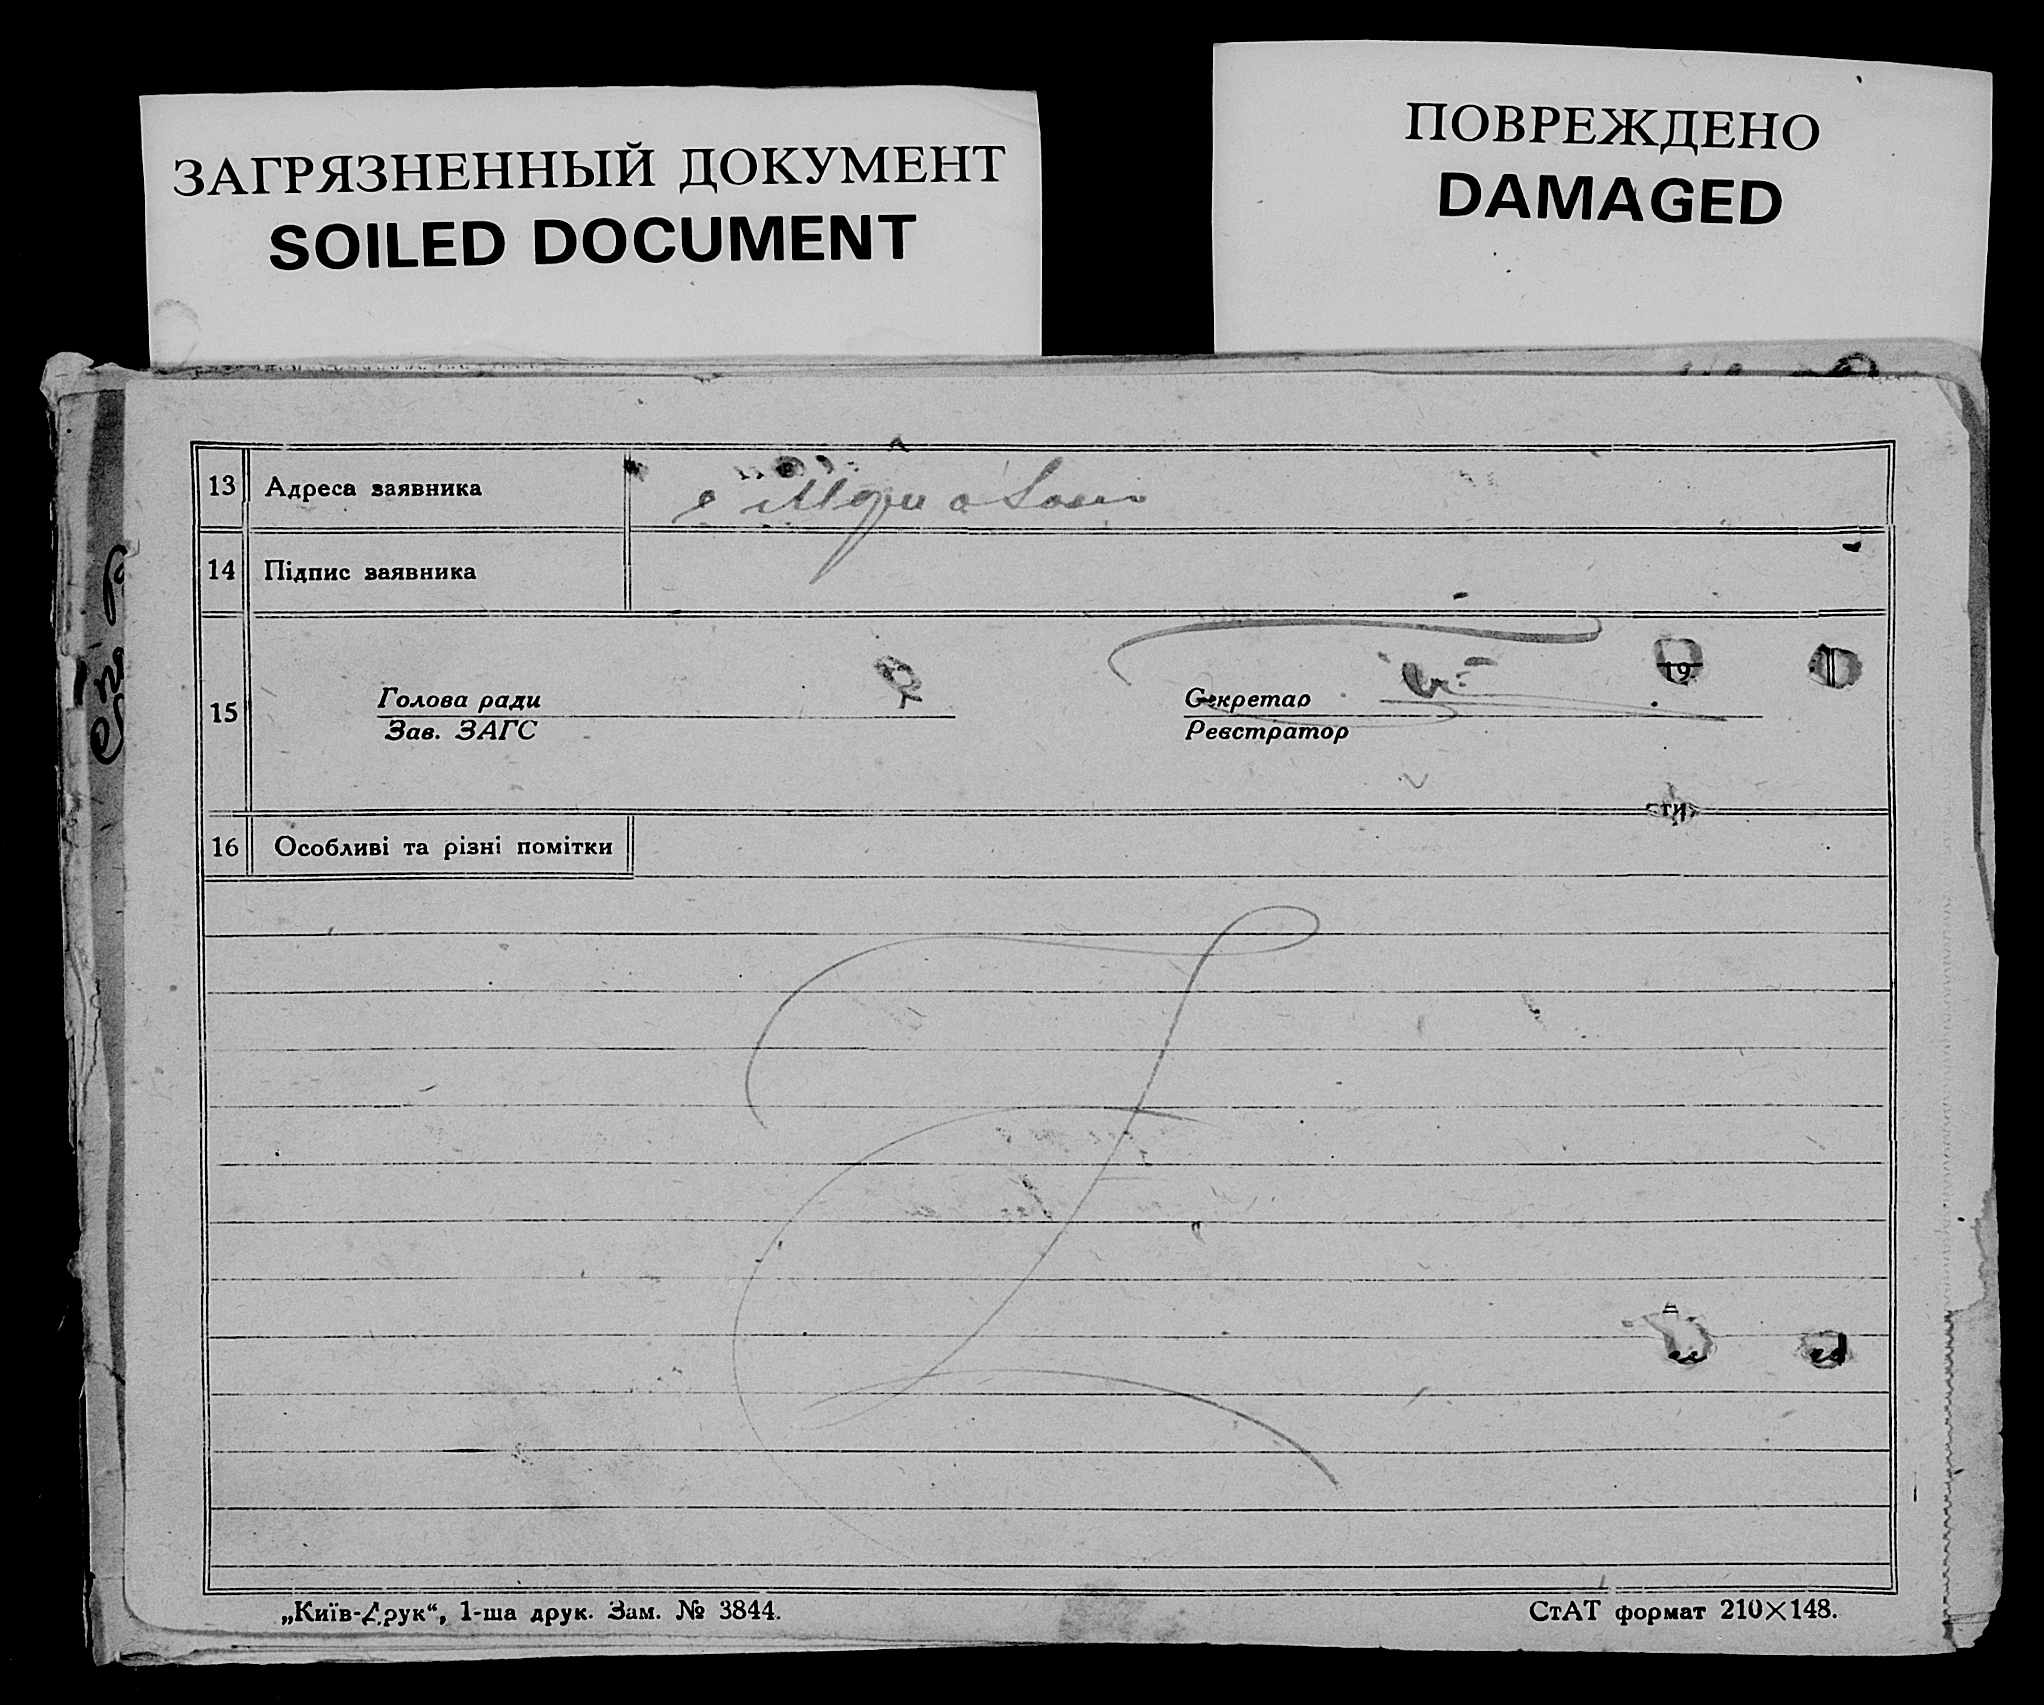 ЗАГРЯЗНЕННЫЙ ДОКУМЕНТ
SOILED DOCUMENT
ПОВРЕЖДЕНО
DAMAGED
13 Адреса заявника
14 Підпис заявника
19
15 Голова ради Секретар
Зав. ЗАГС Реєстратор
16 Особливі та різні помітки
„Київ-Друк“, 1-ша друк. Зам. № 3844. СтАТ формат 210×148.